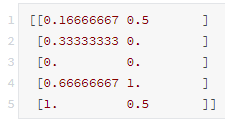 1 [[0.16666667 0.5       ]
2  [0.33333333 0.        ]
3  [0.         0.        ]
4  [0.66666667 1.        ]
5  [1.         0.5       ]]